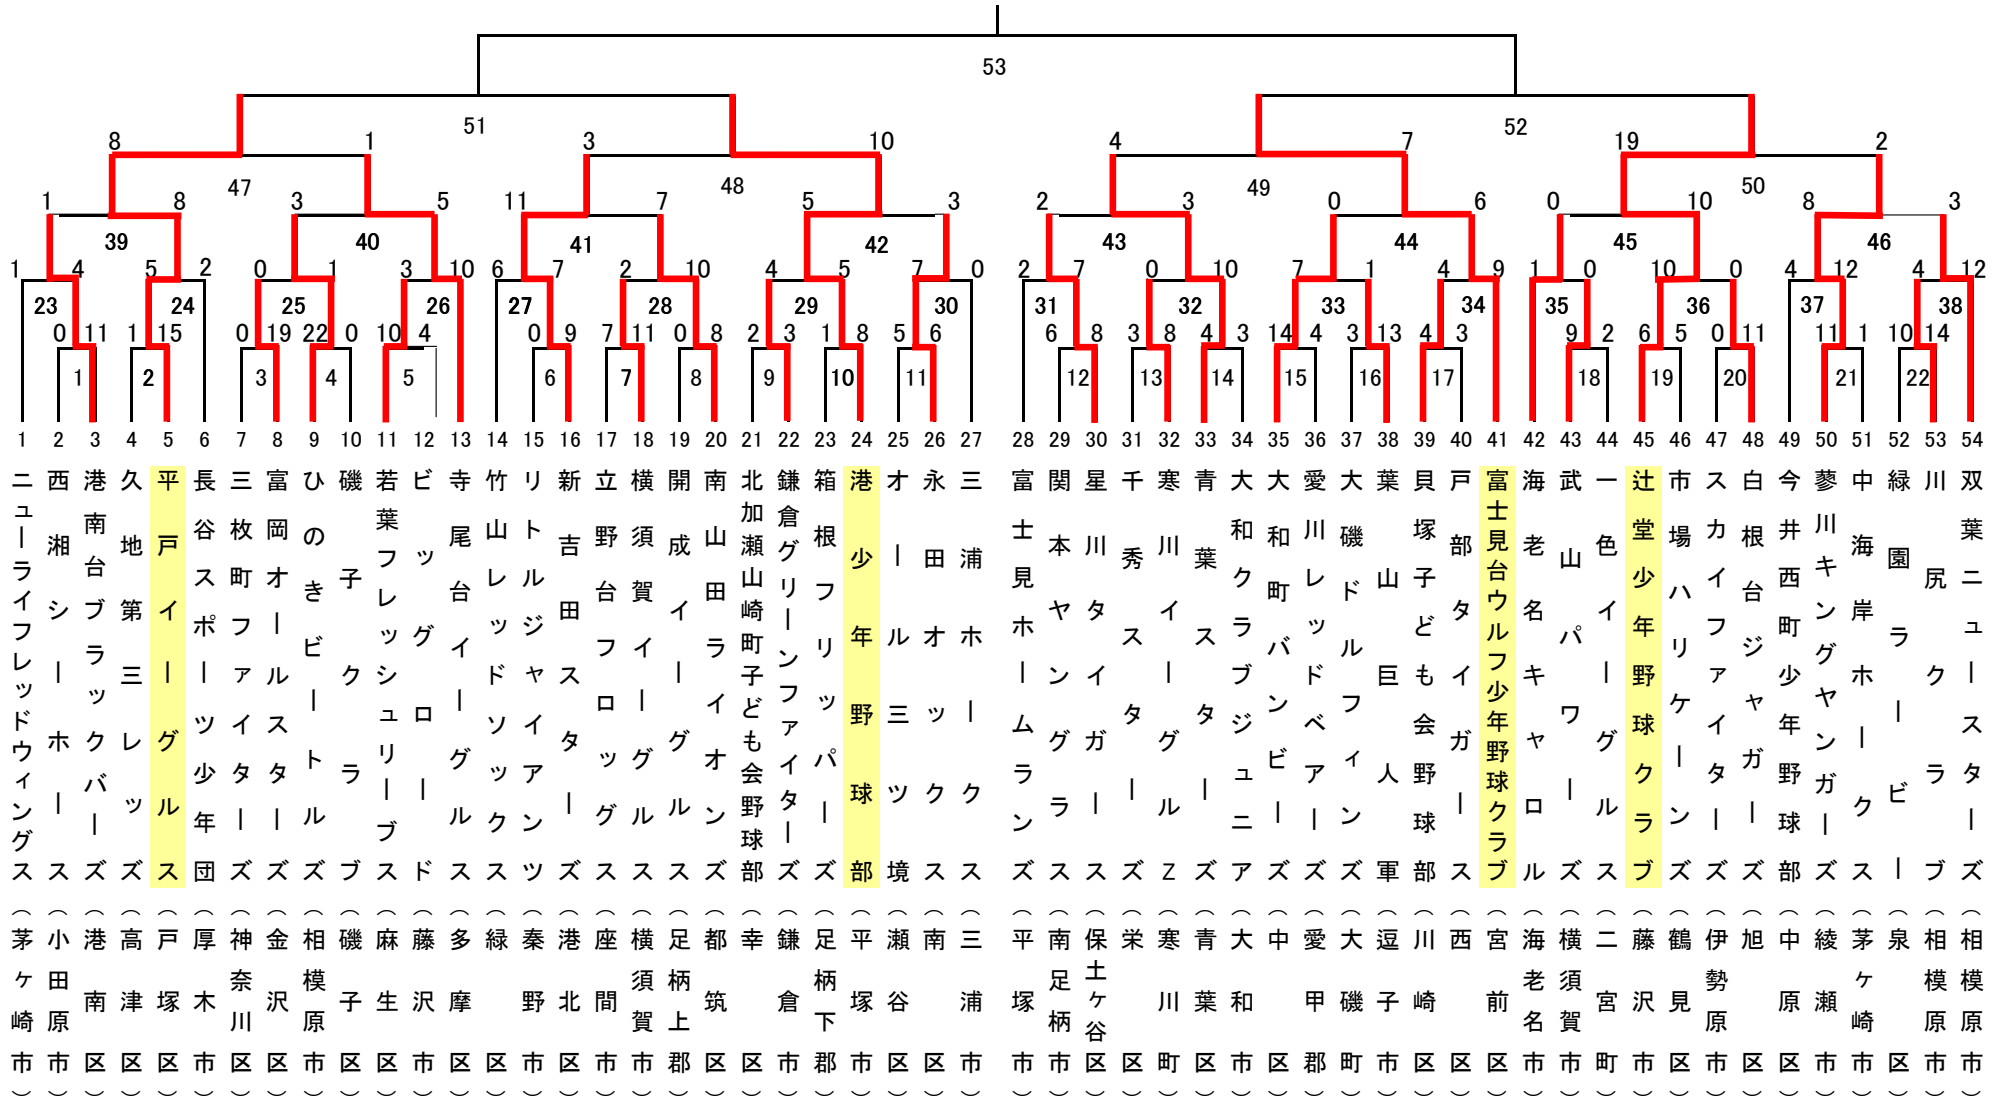 53
51 52
8 1 3 10 4 7 19 2
47 48 49 50
1 8 3 5 11 7 5 3 2 3 0 6 0 10 8 3
39 40 41 42 43 44 45 46
1 4 5 2 0 1 3 10 6 7 2 10 4 5 7 0 2 7 0 10 7 1 4 9 1 0 10 0 4 12 4 12
23 24 25 26 27 28 29 30 31 32 33 34 35 36 37 38
0 11 1 15 0 19 22 0 10 4 0 9 7 11 0 8 2 3 1 8 5 6 6 8 3 8 4 3 14 4 3 13 4 3 9 2 6 5 0 11 11 1 10 14
1 2 3 4 5 6 7 8 9 10 11 12 13 14 15 16 17 18 19 20 21 22
1 2 3 4 5 6 7 8 9 10 11 12 13 14 15 16 17 18 19 20 21 22 23 24 25 26 27 28 29 30 31 32 33 34 35 36 37 38 39 40 41 42 43 44 45 46 47 48 49 50 51 52 53 54
ニューライフレッドウィングス（茅ヶ崎市）
西湘シーホース（小田原市）
港南台ブラックバーズ（港南区）
久地第三レッズ（高津区）
平戸イーグルス（戸塚区）
長谷スポーツ少年団（厚木市）
三枚町ファイターズ（神奈川区）
富岡オールスターズ（金沢区）
ひのきビートルズ（相模原市）
磯子クラブ（磯子区）
若葉フレッシュリーブス（麻生区）
ビッグロード（藤沢市）
寺尾台イーグルス（多摩区）
竹山レッドソックス（緑区）
リトルジャイアンツ（秦野市）
新吉田スターズ（港北区）
立野台フロッグス（座間市）
横須賀イーグルス（横須賀市）
開成イーグルス（足柄上郡）
南山田ライオンズ（都筑区）
北加瀬山崎町子ども会野球部（幸区）
鎌倉グリーンファイターズ（鎌倉市）
箱根フリッパーズ（足柄下郡）
港少年野球部（平塚市）
オール三ツ境（瀬谷区）
永田オックス（南区）
三浦ホークス（三浦市）
富士見ホームランズ（平塚市）
関本ヤングラス（南足柄市）
星川タイガース（保土ヶ谷区）
千秀スターズ（栄区）
寒川イーグルZ（寒川町）
青葉スターズ（青葉区）
大和クラブジュニア（大和市）
大和町バンビーズ（中区）
愛川レッドベアーズ（愛甲郡）
大磯ドルフィンズ（大磯町）
葉山巨人軍（逗子市）
貝塚子ども会野球部（川崎区）
戸部タイガース（西区）
富士見台ウルフ少年野球クラブ（宮前区）
海老名キャロル（海老名市）
武山パワーズ（横須賀市）
一色イーグルス（二宮町）
辻堂少年野球クラブ（藤沢市）
市場ハリケーンズ（鶴見区）
スカイファイターズ（伊勢原市）
白根台ジャガーズ（旭区）
今井西町少年野球部（中原区）
蓼川キングヤンガーズ（綾瀬市）
中海岸ホークス（茅ヶ崎市）
緑園ラービー（泉区）
川尻クラブ（相模原市）
双葉ニュースターズ（相模原市）